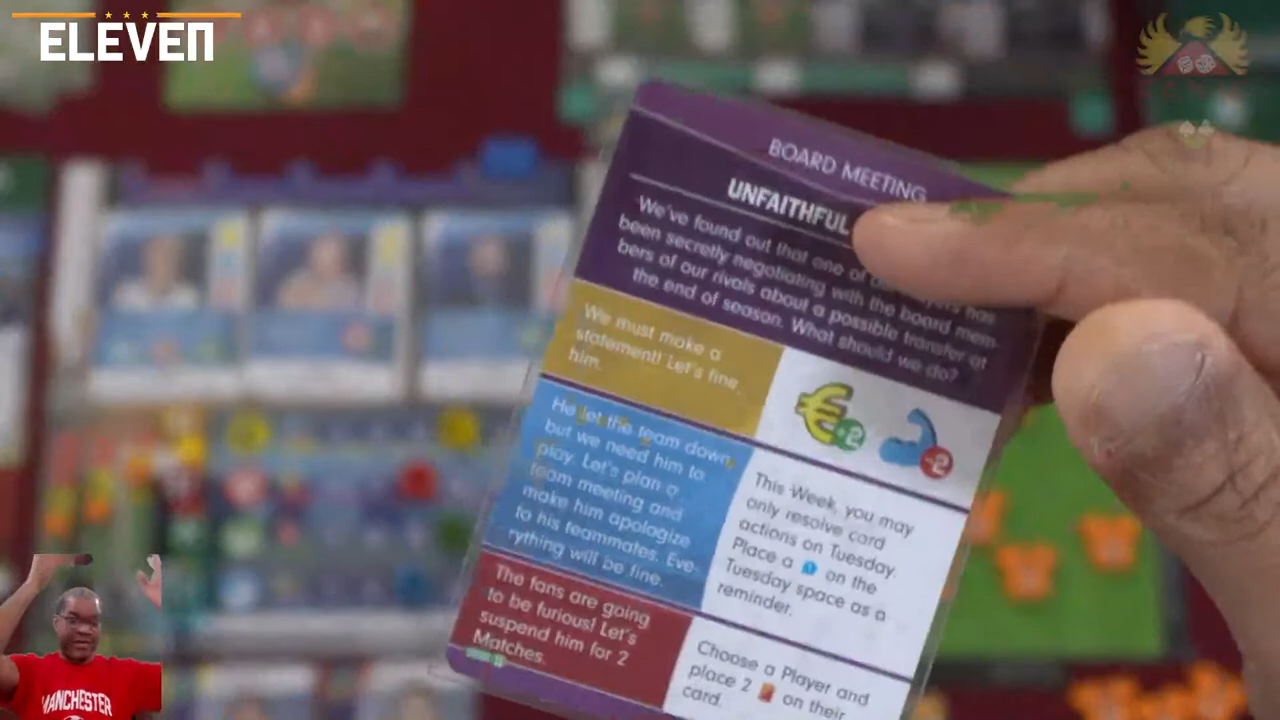 ELEVEN
BOARD MEETING
UNFAITHFUL
We've found out that one of
been secretly negotiating with the board mem-
bers of our rivals about a possible transfer at
the end of season. What should we do?
We must make a
statement! Let's fine
him.
+2
-2
He let the team down,
but we need him to
play. Let's plan a
team meeting and
make him apologize
to his teammates. Eve-
rything will be fine.
This Week, you may
only resolve card
actions on Tuesday.
Place a on the
Tuesday space as a
reminder.
The fans are going
to be furious! Let's
suspend him for 2
Matches.
Choose a Player and
place 2 on their
card.
MANCHESTER